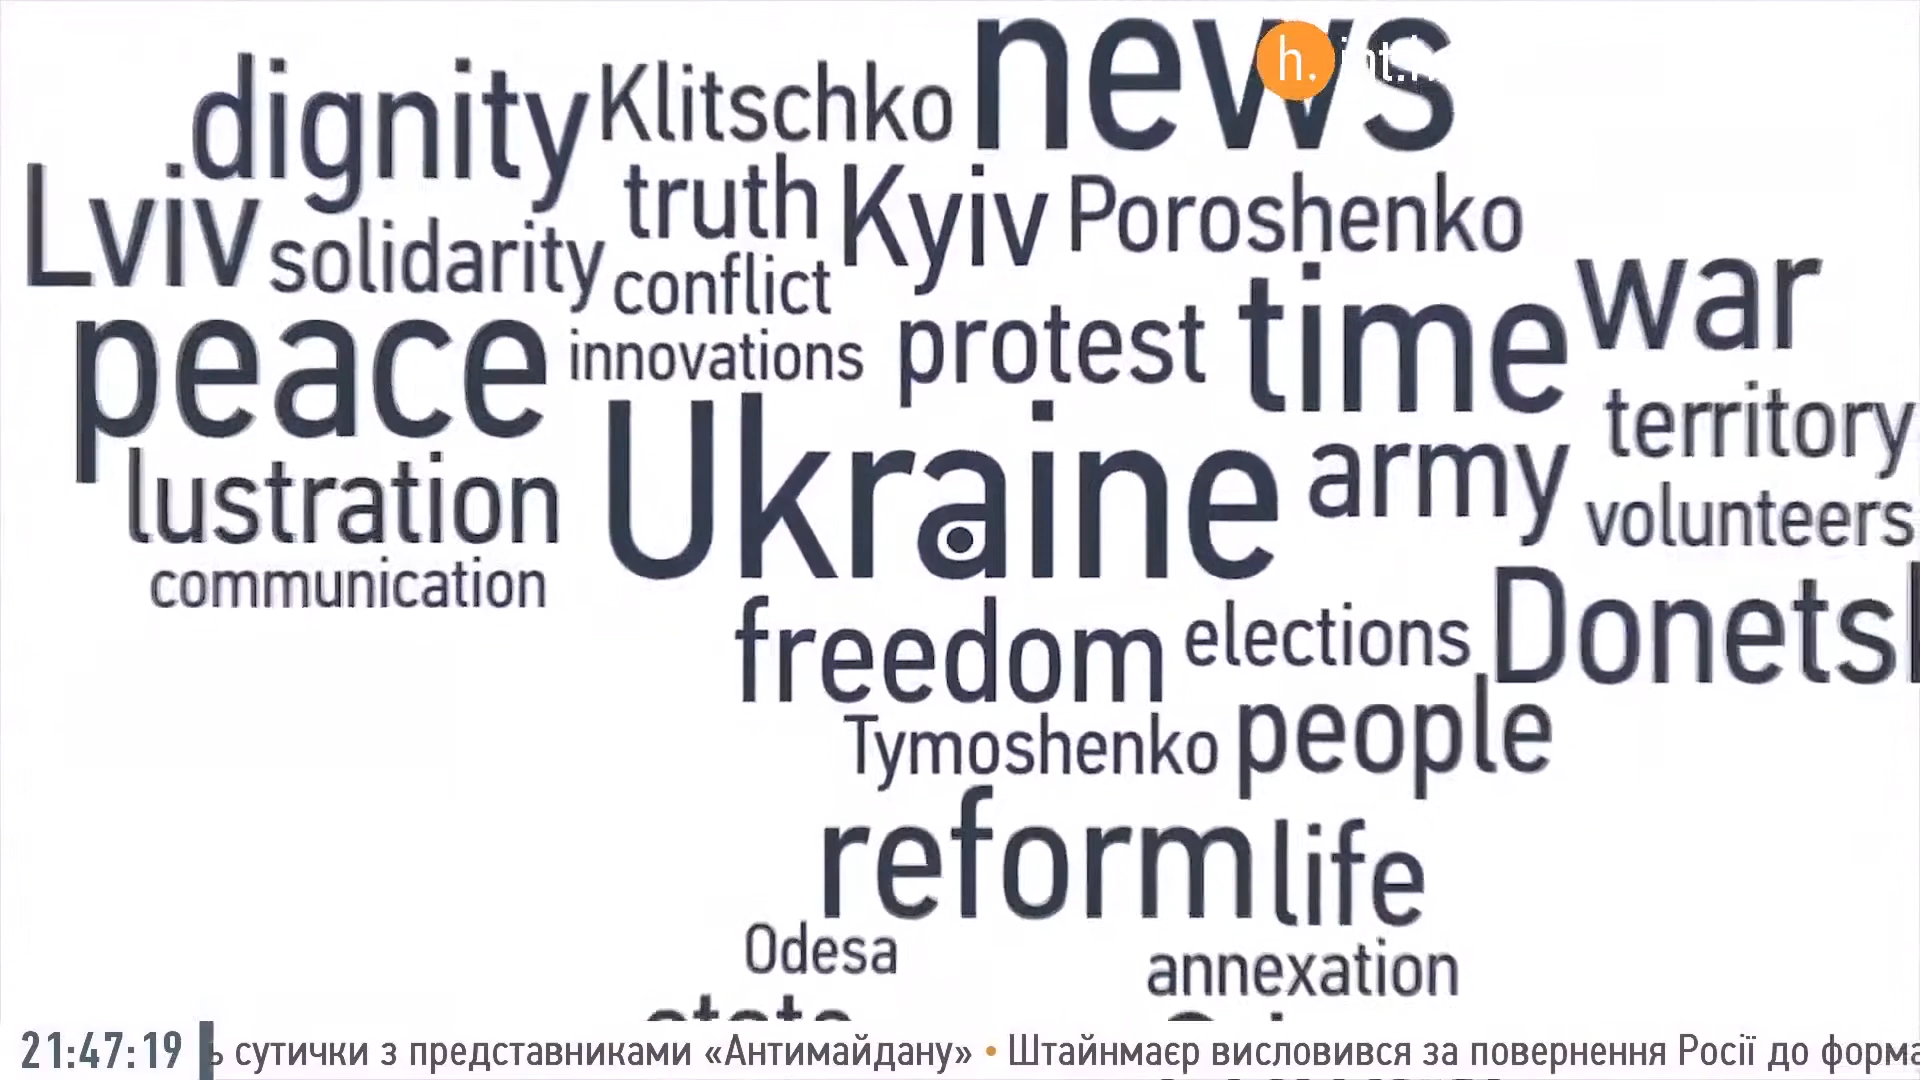 news
dignity Klitschko
h.
Lviv truth Kyiv Poroshenko
solidarity conflict war
peace innovations protest time
territory
lustration Ukraine army
volunteers
communication
freedom elections
Tymoshenko people
reform life
Odesa annexation
21:47:19 сутички з представниками «Антимайдану» • Штайнмаєр висловився за повернення Росії до